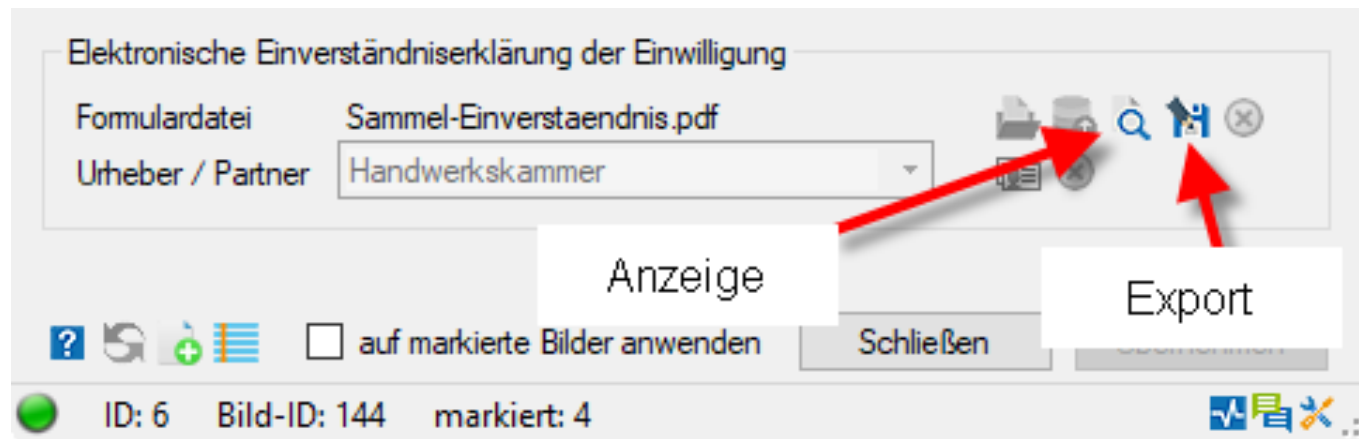 Elektronische Einverständniserklärung der Einwilligung
Formulardatei Sammel-Einverstaendnis.pdf
Urheber / Partner Handwerkskammer
Anzeige
Export
? auf markierte Bilder anwenden Schließen
ID: 6 Bild-ID: 144 markiert: 4